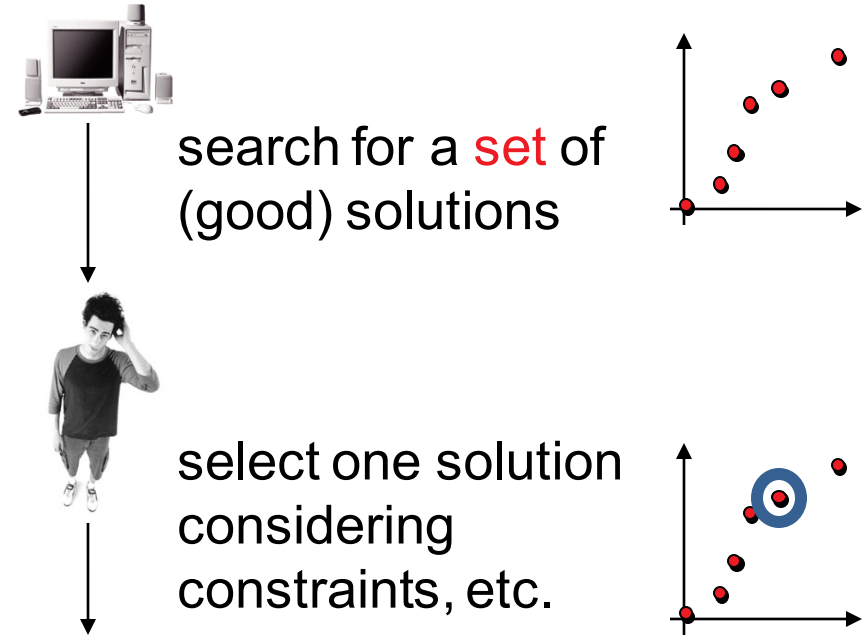 search for a set of
(good) solutions
select one solution
considering
constraints, etc.